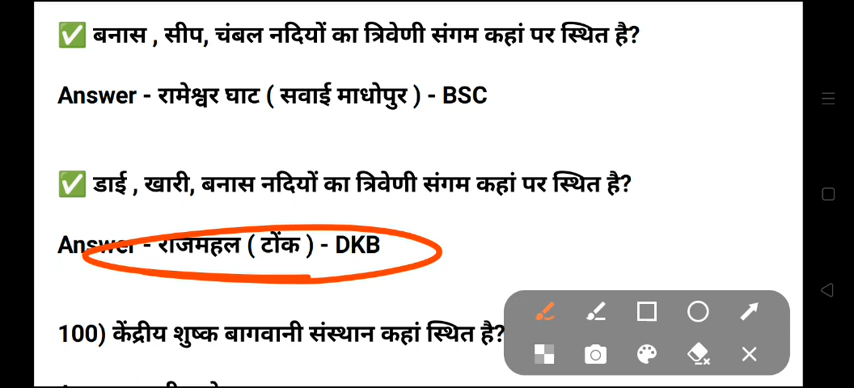 ✅ बनास , सीप, चंबल नदियों का त्रिवेणी संगम कहां पर स्थित है?
Answer - रामेश्वर घाट ( सवाई माधोपुर ) - BSC
✅ डाई , खारी, बनास नदियों का त्रिवेणी संगम कहां पर स्थित है?
Answer - राजमहल ( टोंक ) - DKB
100) केंद्रीय शुष्क बागवानी संस्थान कहां स्थित है?